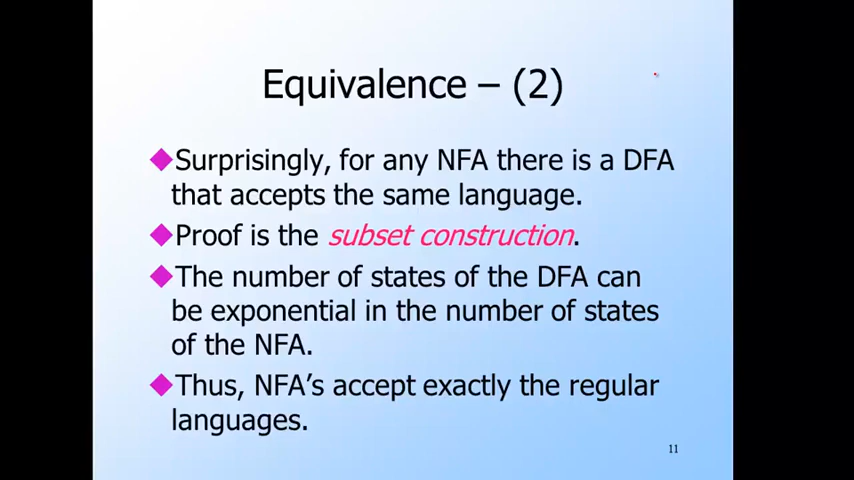 Equivalence – (2)
Surprisingly, for any NFA there is a DFA
that accepts the same language.
Proof is the subset construction.
The number of states of the DFA can
be exponential in the number of states
of the NFA.
Thus, NFA’s accept exactly the regular
languages.
11